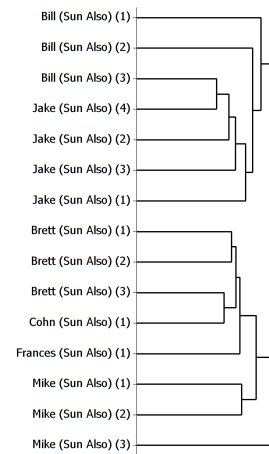 Bill (Sun Also) (1)
Bill (Sun Also) (2)
Bill (Sun Also) (3)
Jake (Sun Also) (4)
Jake (Sun Also) (2)
Jake (Sun Also) (3)
Jake (Sun Also) (1)
Brett (Sun Also) (1)
Brett (Sun Also) (2)
Brett (Sun Also) (3)
Cohn (Sun Also) (1)
Frances (Sun Also) (1)
Mike (Sun Also) (1)
Mike (Sun Also) (2)
Mike (Sun Also) (3)